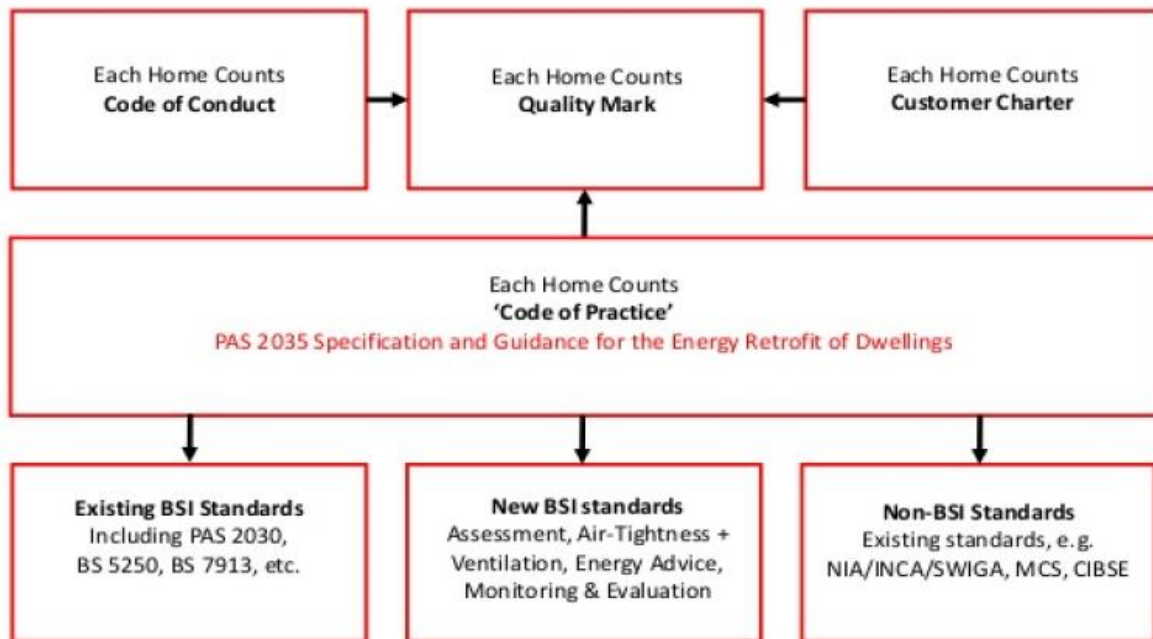 Each Home Counts
Code of Conduct
Each Home Counts
Quality Mark
Each Home Counts
Customer Charter
Each Home Counts
‘Code of Practice’
PAS 2035 Specification and Guidance for the Energy Retrofit of Dwellings
Existing BSI Standards
Including PAS 2030,
BS 5250, BS 7913, etc.
New BSI standards
Assessment, Air-Tightness +
Ventilation, Energy Advice,
Monitoring & Evaluation
Non-BSI Standards
Existing standards, e.g.
NIA/INCA/SWIGA, MCS, CIBSE